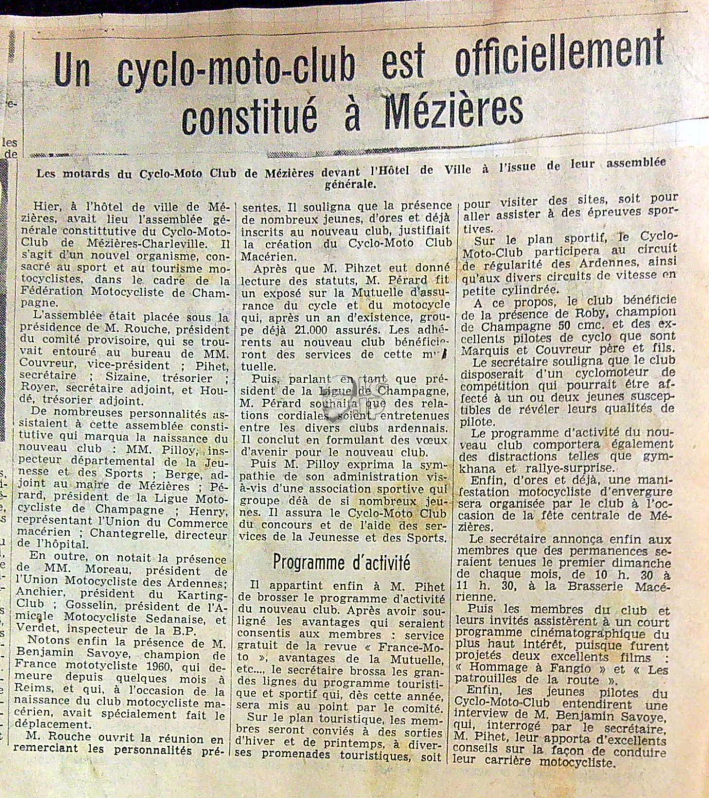 Un cyclo-moto-club est officiellement
constitué à Mézières
Les motards du Cyclo-Moto Club de Mézières devant l'Hôtel de Ville à l'issue de leur assemblée
générale.
Hier, à l'hôtel de ville de Mé-
zières, avait lieu l'assemblée gé-
nérale constitutive du Cyclo-Moto-
Club de Mézières-Charleville. Il
s'agit d'un nouvel organisme, con-
sacré au sport et au tourisme mo-
tocyclistes, dans le cadre de la
Fédération Motocycliste de Cham-
pagne.
L'assemblée était placée sous la
présidence de M. Rouche, président
du comité provisoire, qui se trou-
vait entouré au bureau de MM.
Couvreur, vice-président ; Pihet,
secrétaire ; Sizaine, trésorier ;
Royer, secrétaire adjoint, et Hou-
dé, trésorier adjoint.
De nombreuses personnalités as-
sistaient à cette assemblée consti-
tutive qui marqua la naissance du
nouveau club : MM. Pilloy, ins-
pecteur départemental de la Jeu-
nesse et des Sports ; Berge, ad-
joint au maire de Mézières ; Pé-
rard, président de la Ligue Moto-
cycliste de Champagne ; Henry,
représentant l'Union du Commerce
macérien ; Chantegrelle, directeur
de l'hôpital.
En outre, on notait la présence
de MM. Moreau, président de
l'Union Motocycliste des Ardennes;
Anchier, président du Karting-
Club ; Gosselin, président de l'A-
micale Motocycliste Sedanaise, et
Verdet, inspecteur de la B.P.
Notons enfin la présence de M.
Benjamin Savoye, champion de
France mototycliste 1960, qui de-
meure depuis quelques mois à
Reims, et qui, à l'occasion de la
naissance du club motocycliste ma-
cérien, avait spécialement fait le
déplacement.
M. Rouche ouvrit la réunion en
remerciant les personnalités pré-
sentes. Il souligna que la présence
de nombreux jeunes, d'ores et déjà
inscrits au nouveau club, justifiait
la création du Cyclo-Moto Club
Macérien.
Après que M. Pihzet eut donné
lecture des statuts, M. Pérard fit
un exposé sur la Mutuelle d'assu-
rance du cycle et du motocycle
qui, après un an d'existence, grou-
pe déjà 21.000 assurés. Les adhé-
rents au nouveau club bénéficie-
ront des services de cette mu-
tuelle.
Puis, parlant en tant que pré-
sident de la Ligue de Champagne,
M. Pérard souhaita que des rela-
tions cordiales soient entretenues
entre les divers clubs ardennais.
Il conclut en formulant des vœux
d'avenir pour le nouveau club.
Puis M. Pilloy exprima la sym-
pathie de son administration vis-
à-vis d'une association sportive qui
groupe déjà de si nombreux jeu-
nes. Il assura le Cyclo-Moto Club
du concours et de l'aide des ser-
vices de la Jeunesse et des Sports.
Programme d'activité
Il appartint enfin à M. Pihet
de brosser le programme d'activité
du nouveau club. Après avoir sou-
ligné les avantages qui seraient
consentis aux membres : service
gratuit de la revue « France-Mo-
to », avantages de la Mutuelle,
etc..., le secrétaire brossa les gran-
des lignes du programme touristi-
que et sportif qui, dès cette année,
sera mis au point par le comité.
Sur le plan touristique, les mem-
bres seront conviés à des sorties
d'hiver et de printemps, à diver-
ses promenades touristiques, soit
pour visiter des sites, soit pour
aller assister à des épreuves spor-
tives.
Sur le plan sportif, le Cyclo-
Moto-Club participera au circuit
de régularité des Ardennes, ainsi
qu'aux divers circuits de vitesse en
petite cylindrée.
A ce propos, le club bénéficie
de la présence de Roby, champion
de Champagne 50 cmc. et des ex-
cellents pilotes de cyclo que sont
Marquis et Couvreur père et fils.
Le secrétaire souligna que le club
disposerait d'un cyclomoteur de
compétition qui pourrait être af-
fecté à un ou deux jeunes suscep-
tibles de révéler leurs qualités de
pilote.
Le programme d'activité du nou-
veau club comportera également
des distractions telles que gym-
khana et rallye-surprise.
Enfin, d'ores et déjà, une mani-
festation motocycliste d'envergure
sera organisée par le club à l'oc-
casion de la fête centrale de Mé-
zières.
Le secrétaire annonça enfin aux
membres que des permanences se-
raient tenues le premier dimanche
de chaque mois, de 10 h. 30 à
11 h. 30, à la Brasserie Macé-
rienne.
Puis les membres du club et
leurs invités assistèrent à un court
programme cinématographique du
plus haut intérêt, puisque furent
projetés deux excellents films :
« Hommage à Fangio » et « Les
patrouilles de la route ».
Enfin, les jeunes pilotes du
Cyclo-Moto-Club entendirent une
interview de M. Benjamin Savoye,
qui, interrogé par le secrétaire,
M. Pihet, leur apporta d'excellents
conseils sur la façon de conduire
leur carrière motocycliste.